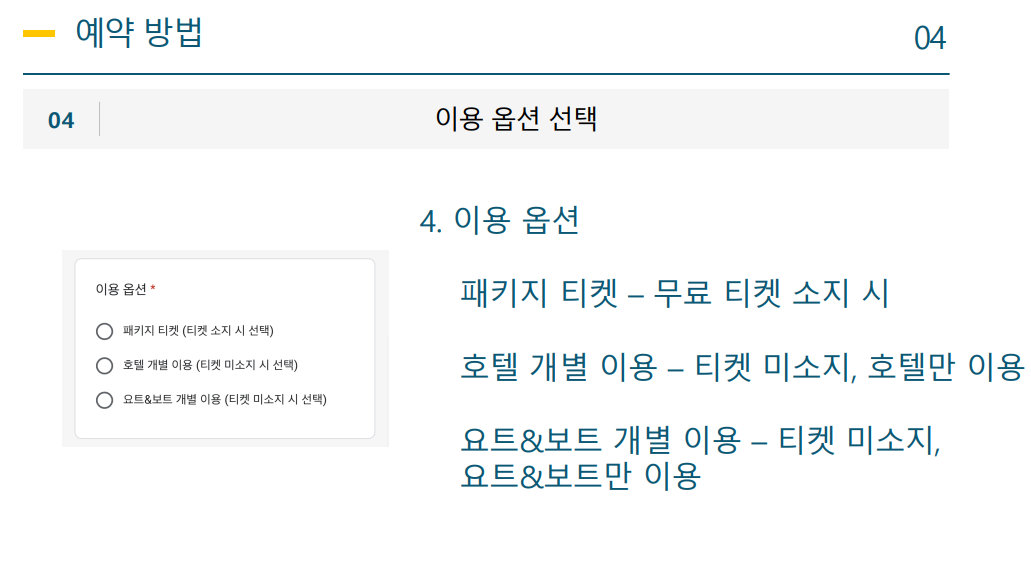 예약 방법
04
04
이용 옵션 선택
4. 이용 옵션
이용 옵션 *
패키지 티켓 (티켓 소지 시 선택)
호텔 개별 이용 (티켓 미소지 시 선택)
요트&보트 개별 이용 (티켓 미소지 시 선택)
패키지 티켓 – 무료 티켓 소지 시
호텔 개별 이용 – 티켓 미소지, 호텔만 이용
요트&보트 개별 이용 – 티켓 미소지,
요트&보트만 이용